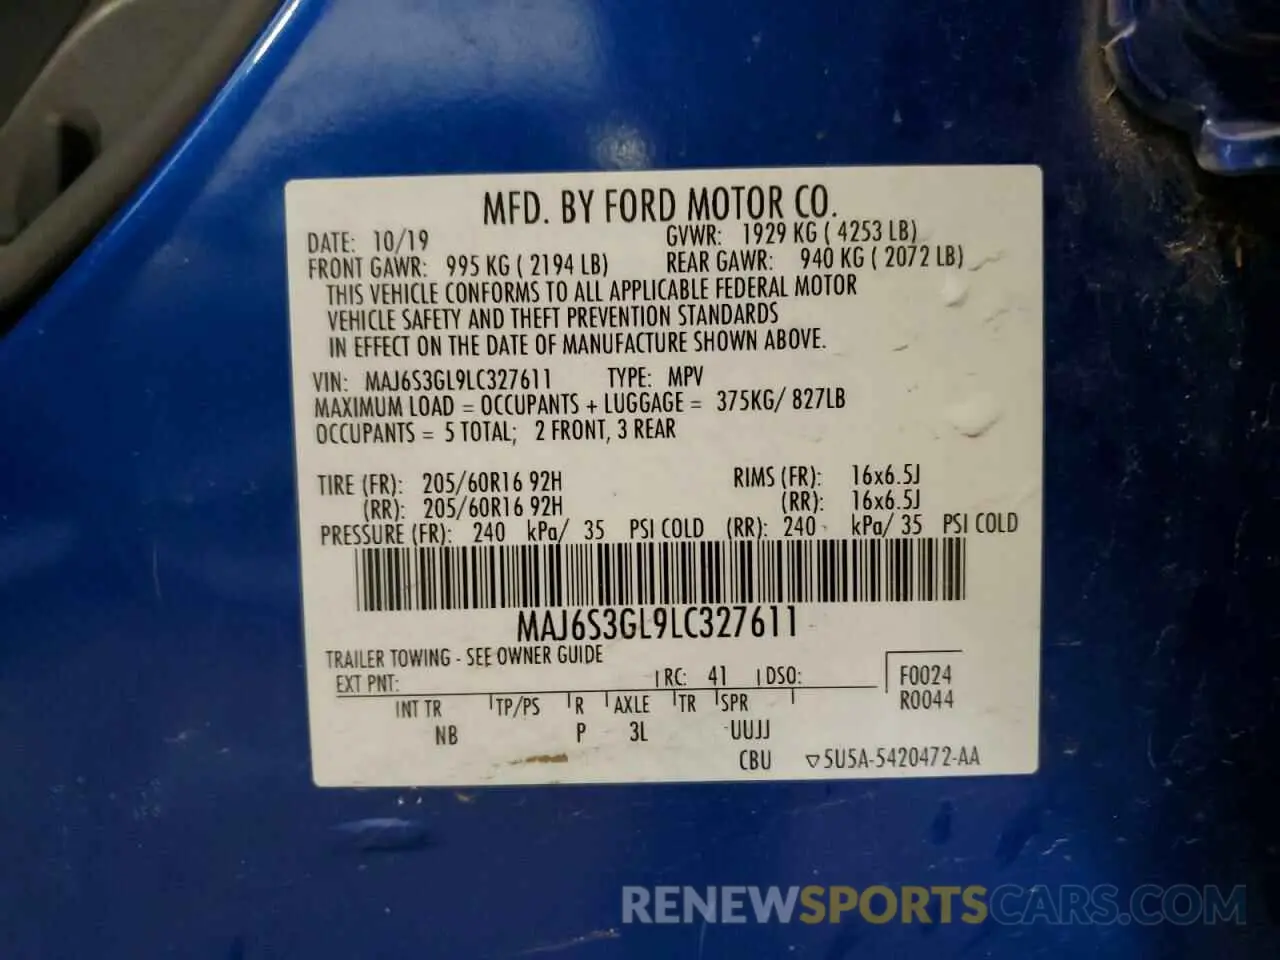 MFD. BY FORD MOTOR CO.
DATE: 10/19 GVWR: 1929 KG ( 4253 LB)
FRONT GAWR: 995 KG ( 2194 LB) REAR GAWR: 940 KG ( 2072 LB)
THIS VEHICLE CONFORMS TO ALL APPLICABLE FEDERAL MOTOR
VEHICLE SAFETY AND THEFT PREVENTION STANDARDS
IN EFFECT ON THE DATE OF MANUFACTURE SHOWN ABOVE.
VIN: MAJ6S3GL9LC327611 TYPE: MPV
MAXIMUM LOAD = OCCUPANTS + LUGGAGE = 375KG/ 827LB
OCCUPANTS = 5 TOTAL; 2 FRONT, 3 REAR
TIRE (FR): 205/60R16 92H RIMS (FR): 16x6.5J
(RR): 205/60R16 92H (RR): 16x6.5J
PRESSURE (FR): 240 kPa/ 35 PSI COLD (RR): 240 kPa/ 35 PSI COLD
MAJ6S3GL9LC327611
TRAILER TOWING - SEE OWNER GUIDE
EXT PNT: RC: 41 DSO: F0024
INT TR TP/PS R AXLE TR SPR R0044
NB P 3L UUJJ
CBU ▽5U5A-5420472-AA
RENEWSPORTSCARS.COM